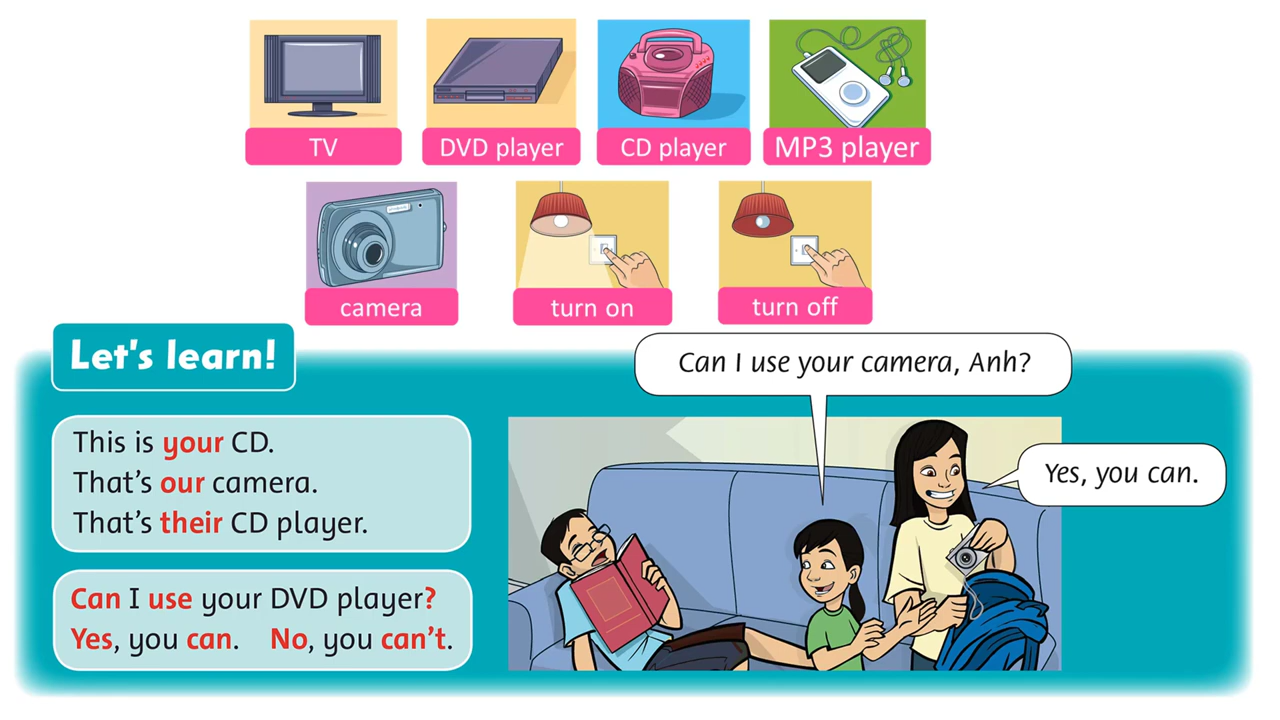 TV
DVD player
CD player
MP3 player
camera
turn on
turn off
Let's learn!
This is your CD.
That's our camera.
That's their CD player.
Can I use your DVD player?
Yes, you can. No, you can't.
Can I use your camera, Anh?
Yes, you can.